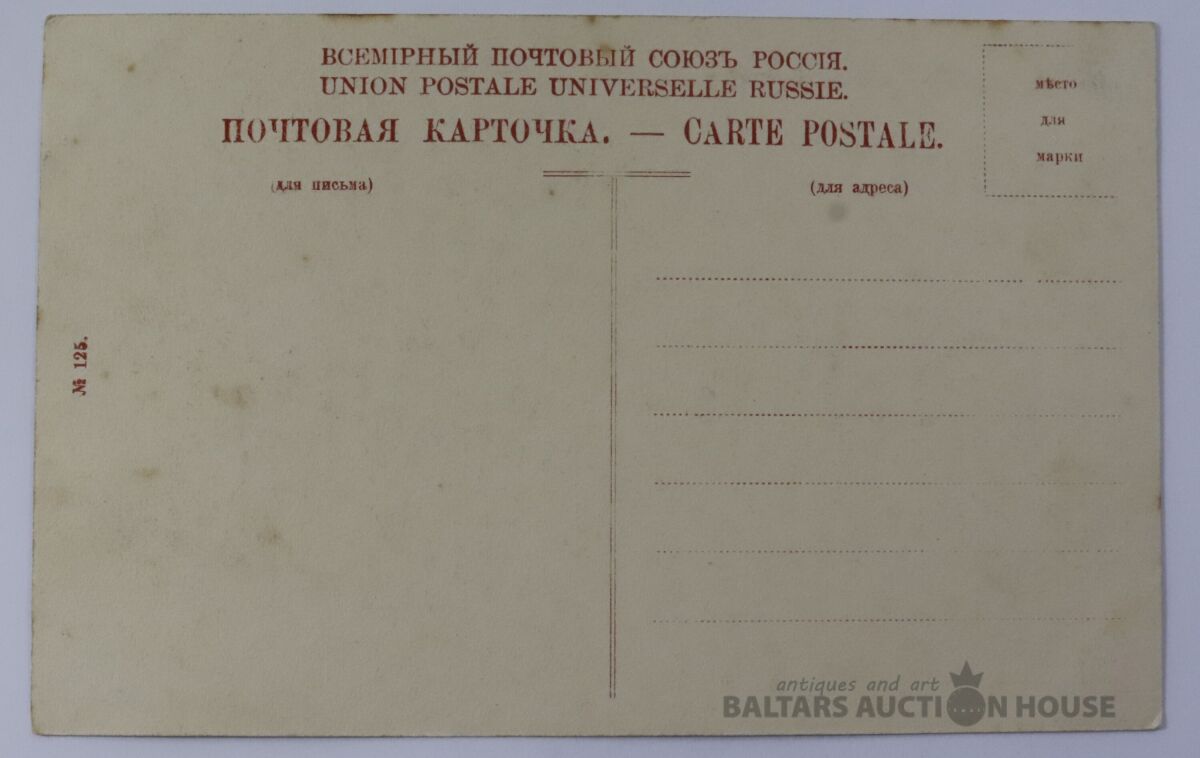 ВСЕМІРНЫЙ ПОЧТОВЫЙ СОЮЗЪ РОССІЯ.
UNION POSTALE UNIVERSELLE RUSSIE.
ПОЧТОВАЯ КАРТОЧКА. — CARTE POSTALE.
мѣсто
для
марки
(для письма)
(для адреса)
№ 125.
antiques and art
BALTARS AUCTION HOUSE